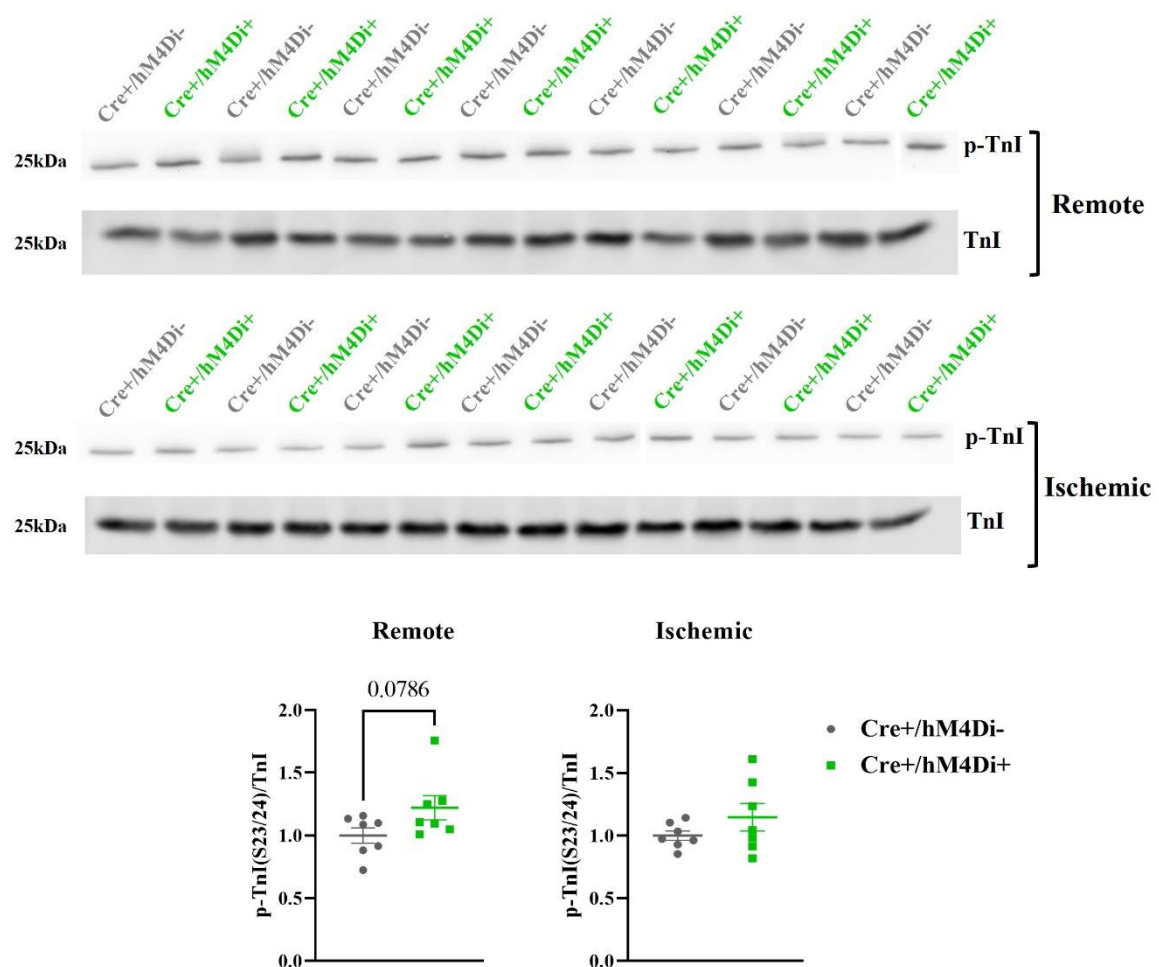 Cre+/hM4Di- Cre+/hM4Di+ Cre+/hM4Di- Cre+/hM4Di+ Cre+/hM4Di- Cre+/hM4Di+ Cre+/hM4Di- Cre+/hM4Di+ Cre+/hM4Di- Cre+/hM4Di+ Cre+/hM4Di- Cre+/hM4Di+ Cre+/hM4Di- Cre+/hM4Di+
25kDa p-TnI
Remote
25kDa TnI
Cre+/hM4Di- Cre+/hM4Di+ Cre+/hM4Di- Cre+/hM4Di+ Cre+/hM4Di- Cre+/hM4Di+ Cre+/hM4Di- Cre+/hM4Di+ Cre+/hM4Di- Cre+/hM4Di+ Cre+/hM4Di- Cre+/hM4Di+ Cre+/hM4Di- Cre+/hM4Di+
25kDa p-TnI
Ischemic
25kDa TnI
Remote
0.0786
p-TnI(S23/24)/TnI
2.0
1.5
1.0
0.5
0.0
Ischemic
p-TnI(S23/24)/TnI
2.0
1.5
1.0
0.5
0.0
Cre+/hM4Di-
Cre+/hM4Di+